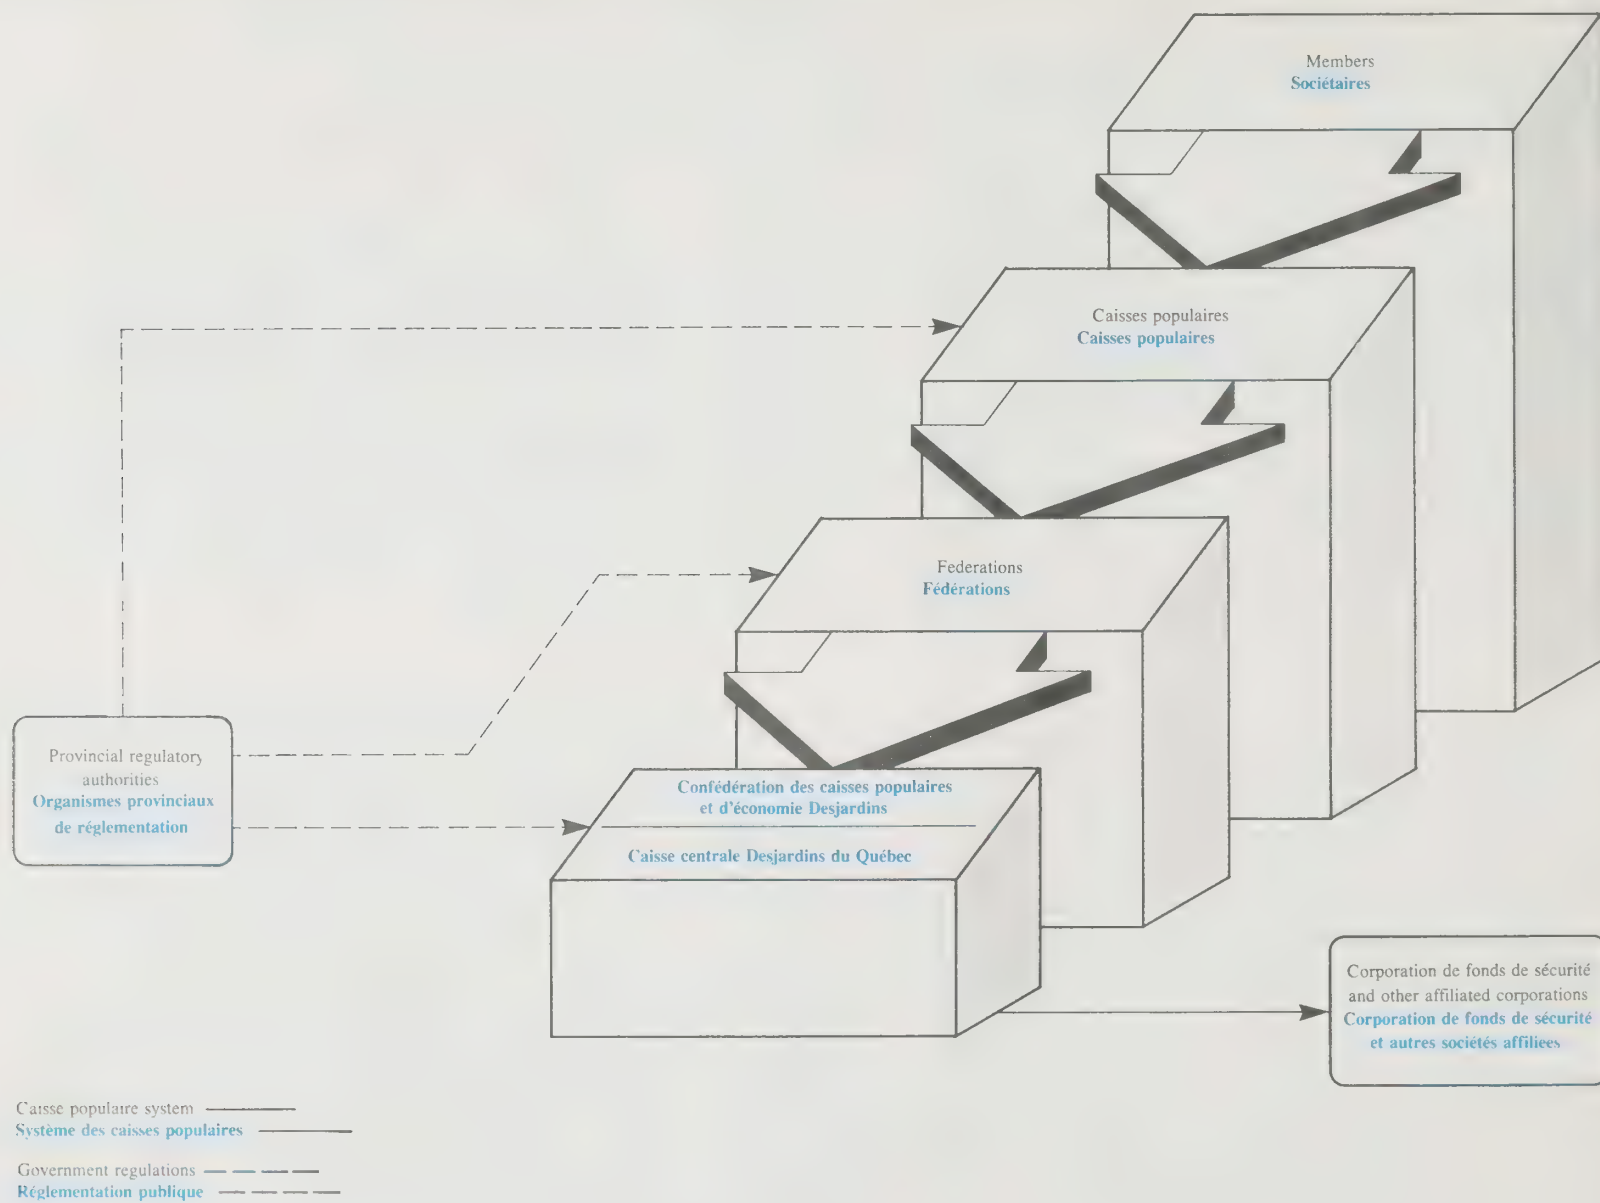 Members
Sociétaires
Caisses populaires
Caisses populaires
Federations
Fédérations
Provincial regulatory
authorities
Organismes provinciaux
de réglementation
Confédération des caisses populaires
et d'économie Desjardins
Caisse centrale Desjardins du Québec
Corporation de fonds de sécurité
and other affiliated corporations
Corporation de fonds de sécurité
et autres sociétés affiliees
Caisse populaire system
Système des caisses populaires
Government regulations
Réglementation publique